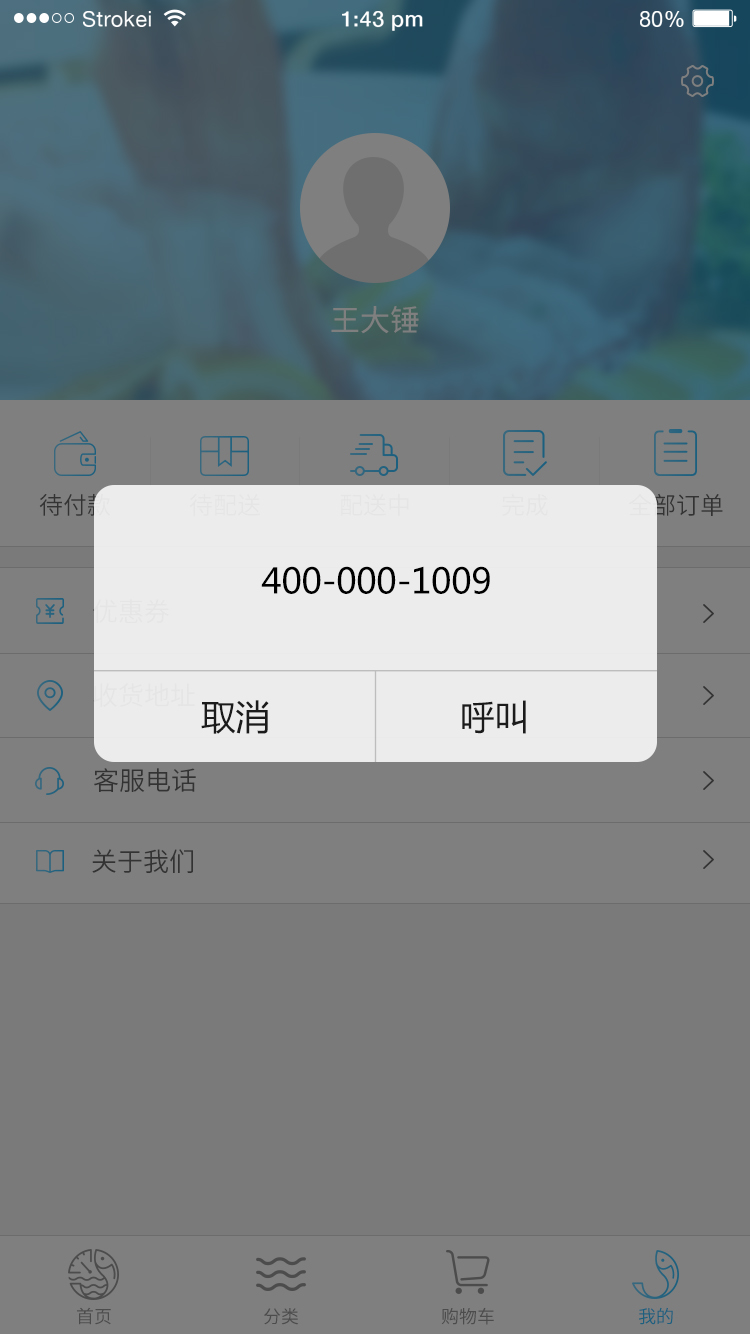 Strokei 1:43 pm 80%
王大锤
待付款 待配送 配送中 完成 全部订单
400-000-1009
优惠券
收货地址
取消 呼叫
客服电话
关于我们
首页 分类 购物车 我的